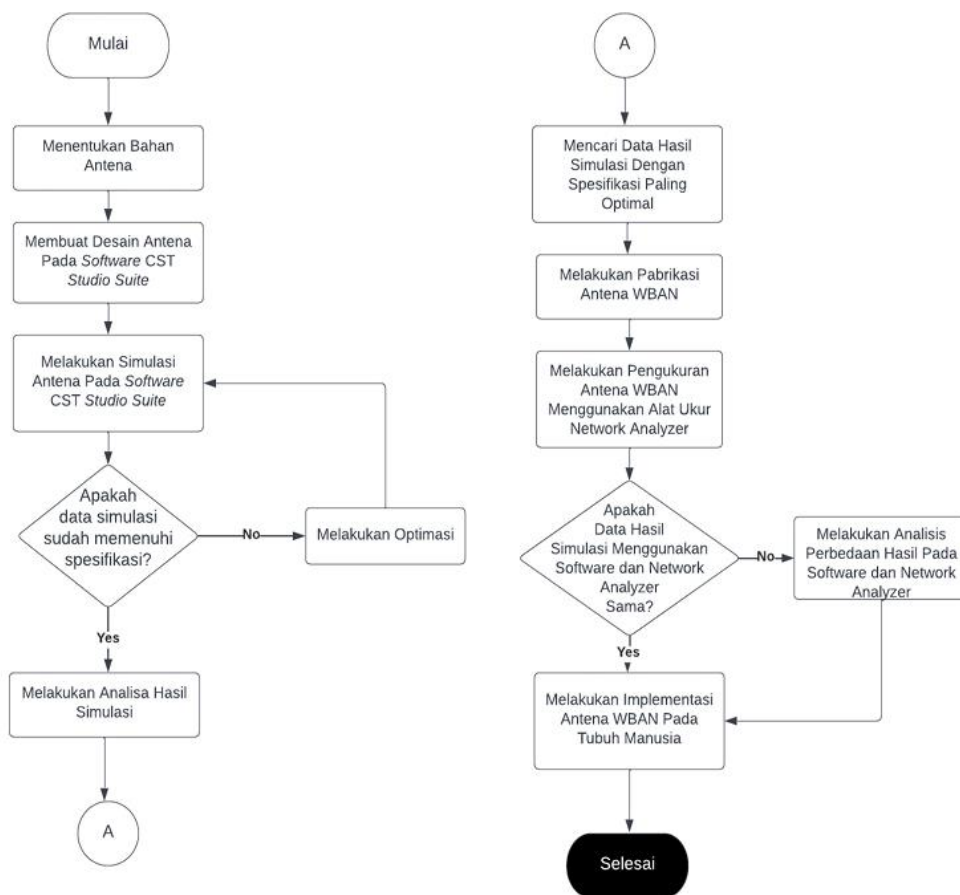 Mulai
Menentukan Bahan
Antena
Membuat Desain Antena
Pada Software CST
Studio Suite
Melakukan Simulasi
Antena Pada Software
CST Studio Suite
Apakah
data simulasi
sudah memenuhi
spesifikasi?
No
Melakukan Optimasi
Yes
Melakukan Analisa Hasil
Simulasi
A
A
Mencari Data Hasil
Simulasi Dengan
Spesifikasi Paling
Optimal
Melakukan Pabrikasi
Antena WBAN
Melakukan Pengukuran
Antena WBAN
Menggunakan Alat Ukur
Network Analyzer
Apakah
Data Hasil
Simulasi Menggunakan
Software dan Network
Analyzer
Sama?
No
Melakukan Analisis
Perbedaan Hasil Pada
Software dan Network
Analyzer
Yes
Melakukan Implementasi
Antena WBAN Pada
Tubuh Manusia
Selesai